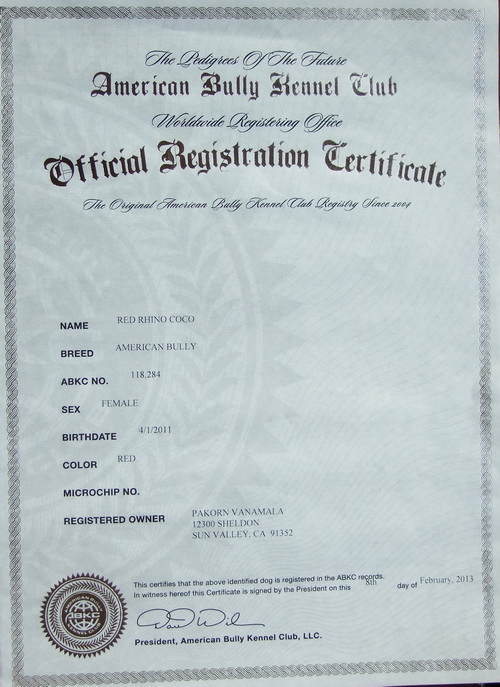 The Pedigrees Of The Future
American Bully Kennel Club
Worldwide Registering Office
Official Registration Certificate
The Original American Bully Kennel Club Registry Since 2004
NAME RED RHINO COCO
BREED AMERICAN BULLY
ABKC NO. 118.284
SEX FEMALE
BIRTHDATE 4/1/2011
COLOR RED
MICROCHIP NO.
REGISTERED OWNER PAKORN VANAMALA
12300 SHELDON
SUN VALLEY, CA 91352
This certifies that the above identified dog is registered in the ABKC records.
In witness hereof this Certificate is signed by the President on this 8th day of February, 2013
President, American Bully Kennel Club, LLC.
ABKC